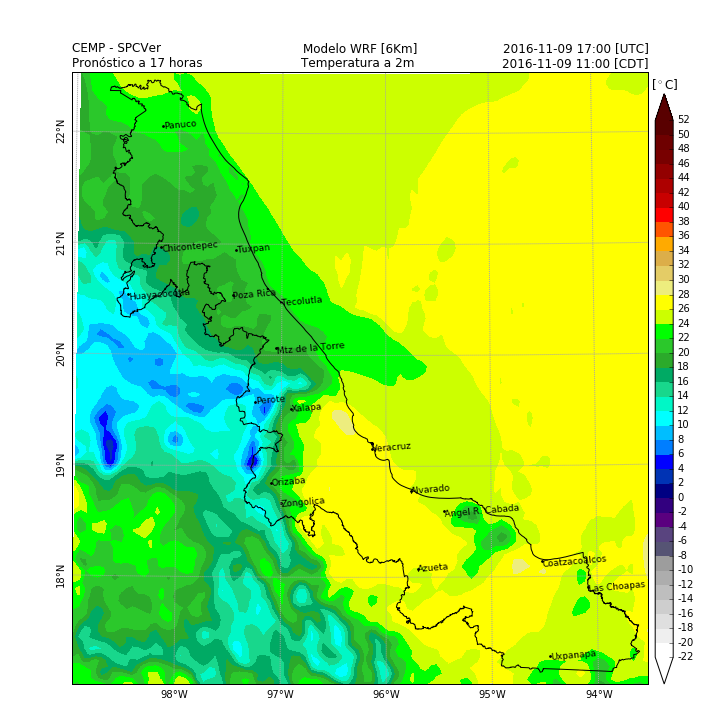 CEMP - SPCVer Modelo WRF [6Km] 2016-11-09 17:00 [UTC]
Pronóstico a 17 horas Temperatura a 2m 2016-11-09 11:00 [CDT]
[°C]
52
50
48
46
44
42
40
38
36
34
32
30
28
26
24
22
20
18
16
14
12
10
8
6
4
2
0
-2
-4
-6
-8
-10
-12
-14
-16
-18
-20
-22
22°N
21°N
20°N
19°N
18°N
Panuco
Chicontepec
Tuxpan
Huayacocotla
Poza Rica
Tecolutla
Mtz de la Torre
Perote
Xalapa
Veracruz
Orizaba
Alvarado
Zongolica
Angel R. Cabada
Azueta
Coatzacoalcos
Las Choapas
Uxpanapa
98°W 97°W 96°W 95°W 94°W